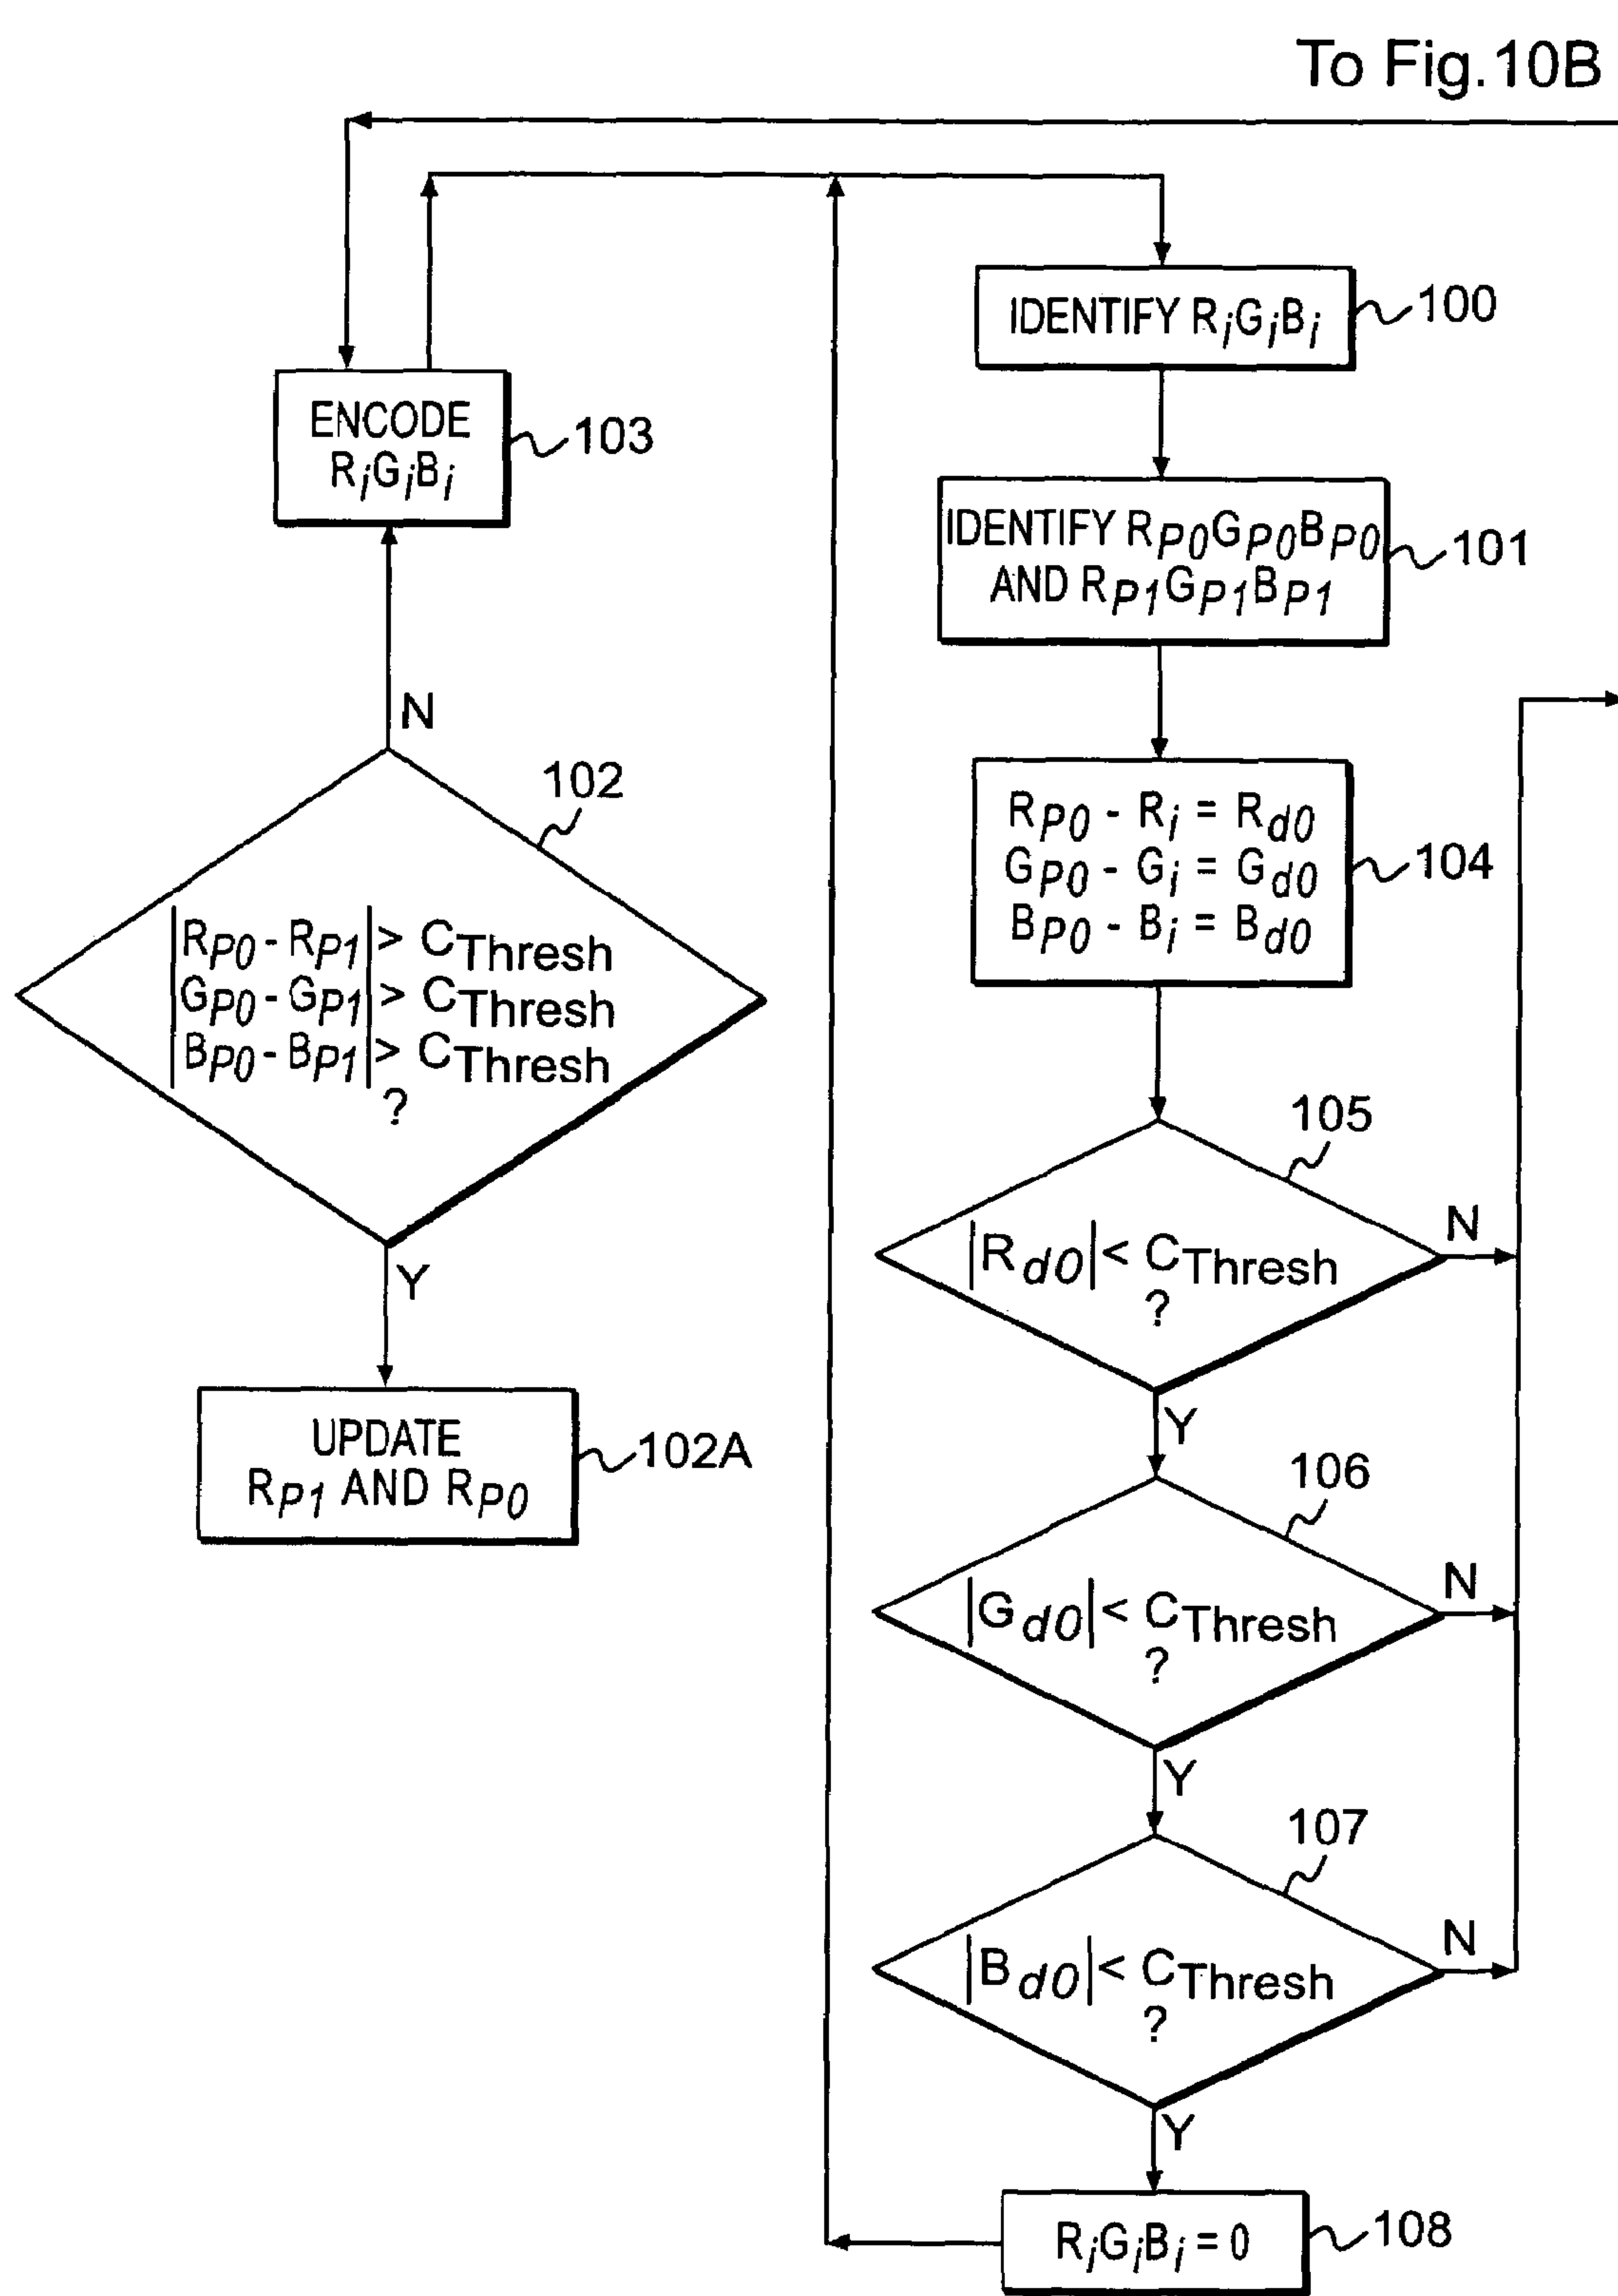 To Fig.10B
IDENTIFY RiGiBi
100
ENCODE
RiGiBi
103
IDENTIFY RP0GP0BP0
AND RP1GP1BP1
101
N
102
|RP0 - RP1| > CThresh
|GP0 - GP1| > CThresh
|BP0 - BP1| > CThresh
?
Y
UPDATE
RP1 AND RP0
102A
RP0 - Ri = Rd0
GP0 - Gi = Gd0
BP0 - Bi = Bd0
104
105
|Rd0| < CThresh
?
N
Y
106
|Gd0| < CThresh
?
N
Y
107
|Bd0| < CThresh
?
N
Y
RiGiBi = 0
108